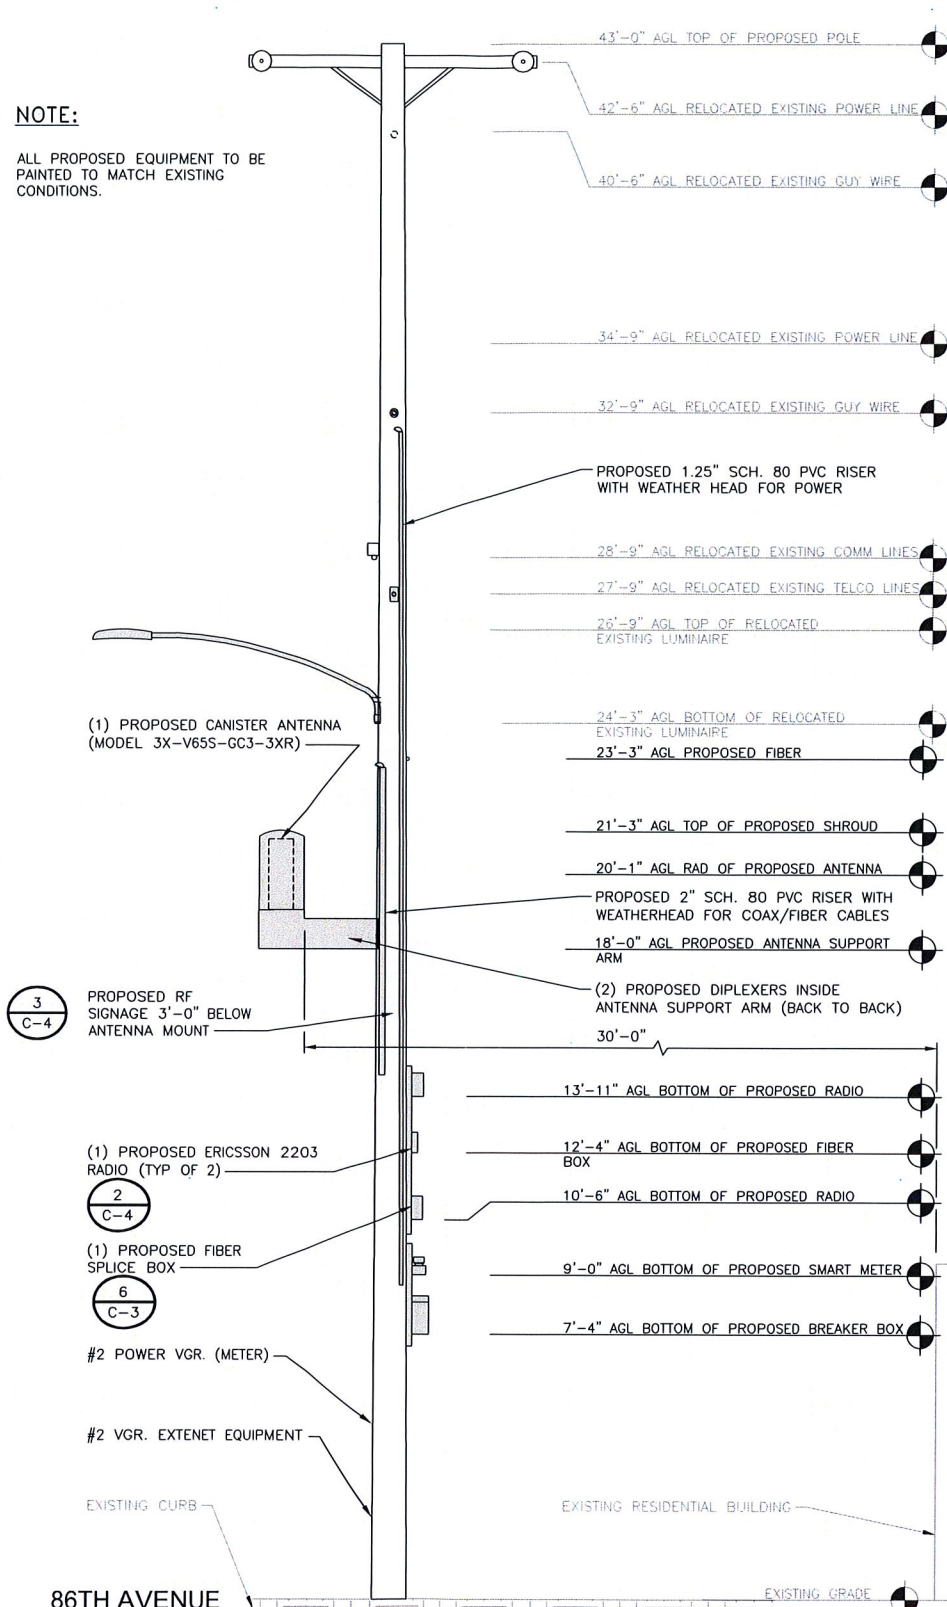 43'-0" AGL TOP OF PROPOSED POLE
42'-6" AGL RELOCATED EXISTING POWER LINE
NOTE:
ALL PROPOSED EQUIPMENT TO BE
PAINTED TO MATCH EXISTING
CONDITIONS.
40'-6" AGL RELOCATED EXISTING GUY WIRE
34'-9" AGL RELOCATED EXISTING POWER LINE
32'-9" AGL RELOCATED EXISTING GUY WIRE
PROPOSED 1.25" SCH. 80 PVC RISER
WITH WEATHER HEAD FOR POWER
28'-9" AGL RELOCATED EXISTING COMM LINES
27'-9" AGL RELOCATED EXISTING TELCO LINES
26'-9" AGL TOP OF RELOCATED
EXISTING LUMINAIRE
24'-3" AGL BOTTOM OF RELOCATED
EXISTING LUMINAIRE
(1) PROPOSED CANISTER ANTENNA
(MODEL 3X-V65S-GC3-3XR)
23'-3" AGL PROPOSED FIBER
21'-3" AGL TOP OF PROPOSED SHROUD
20'-1" AGL RAD OF PROPOSED ANTENNA
PROPOSED 2" SCH. 80 PVC RISER WITH
WEATHERHEAD FOR COAX/FIBER CABLES
18'-0" AGL PROPOSED ANTENNA SUPPORT
ARM
(2) PROPOSED DIPLEXERS INSIDE
ANTENNA SUPPORT ARM (BACK TO BACK)
3
C-4
PROPOSED RF
SIGNAGE 3'-0" BELOW
ANTENNA MOUNT
30'-0"
13'-11" AGL BOTTOM OF PROPOSED RADIO
12'-4" AGL BOTTOM OF PROPOSED FIBER
BOX
(1) PROPOSED ERICSSON 2203
RADIO (TYP OF 2)
2
C-4
10'-6" AGL BOTTOM OF PROPOSED RADIO
(1) PROPOSED FIBER
SPLICE BOX
6
C-3
9'-0" AGL BOTTOM OF PROPOSED SMART METER
7'-4" AGL BOTTOM OF PROPOSED BREAKER BOX
#2 POWER VGR. (METER)
#2 VGR. EXTENET EQUIPMENT
EXISTING CURB
EXISTING RESIDENTIAL BUILDING
86TH AVENUE
EXISTING GRADE